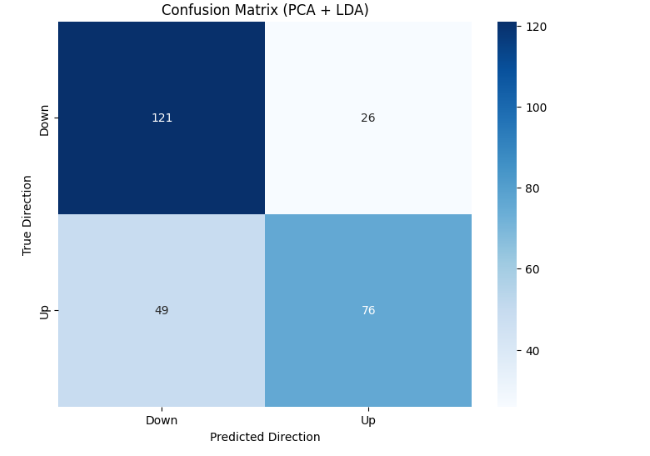 Confusion Matrix (PCA + LDA)
120
100
80
60
40
True Direction
Down
Up
121
26
49
76
Down
Up
Predicted Direction